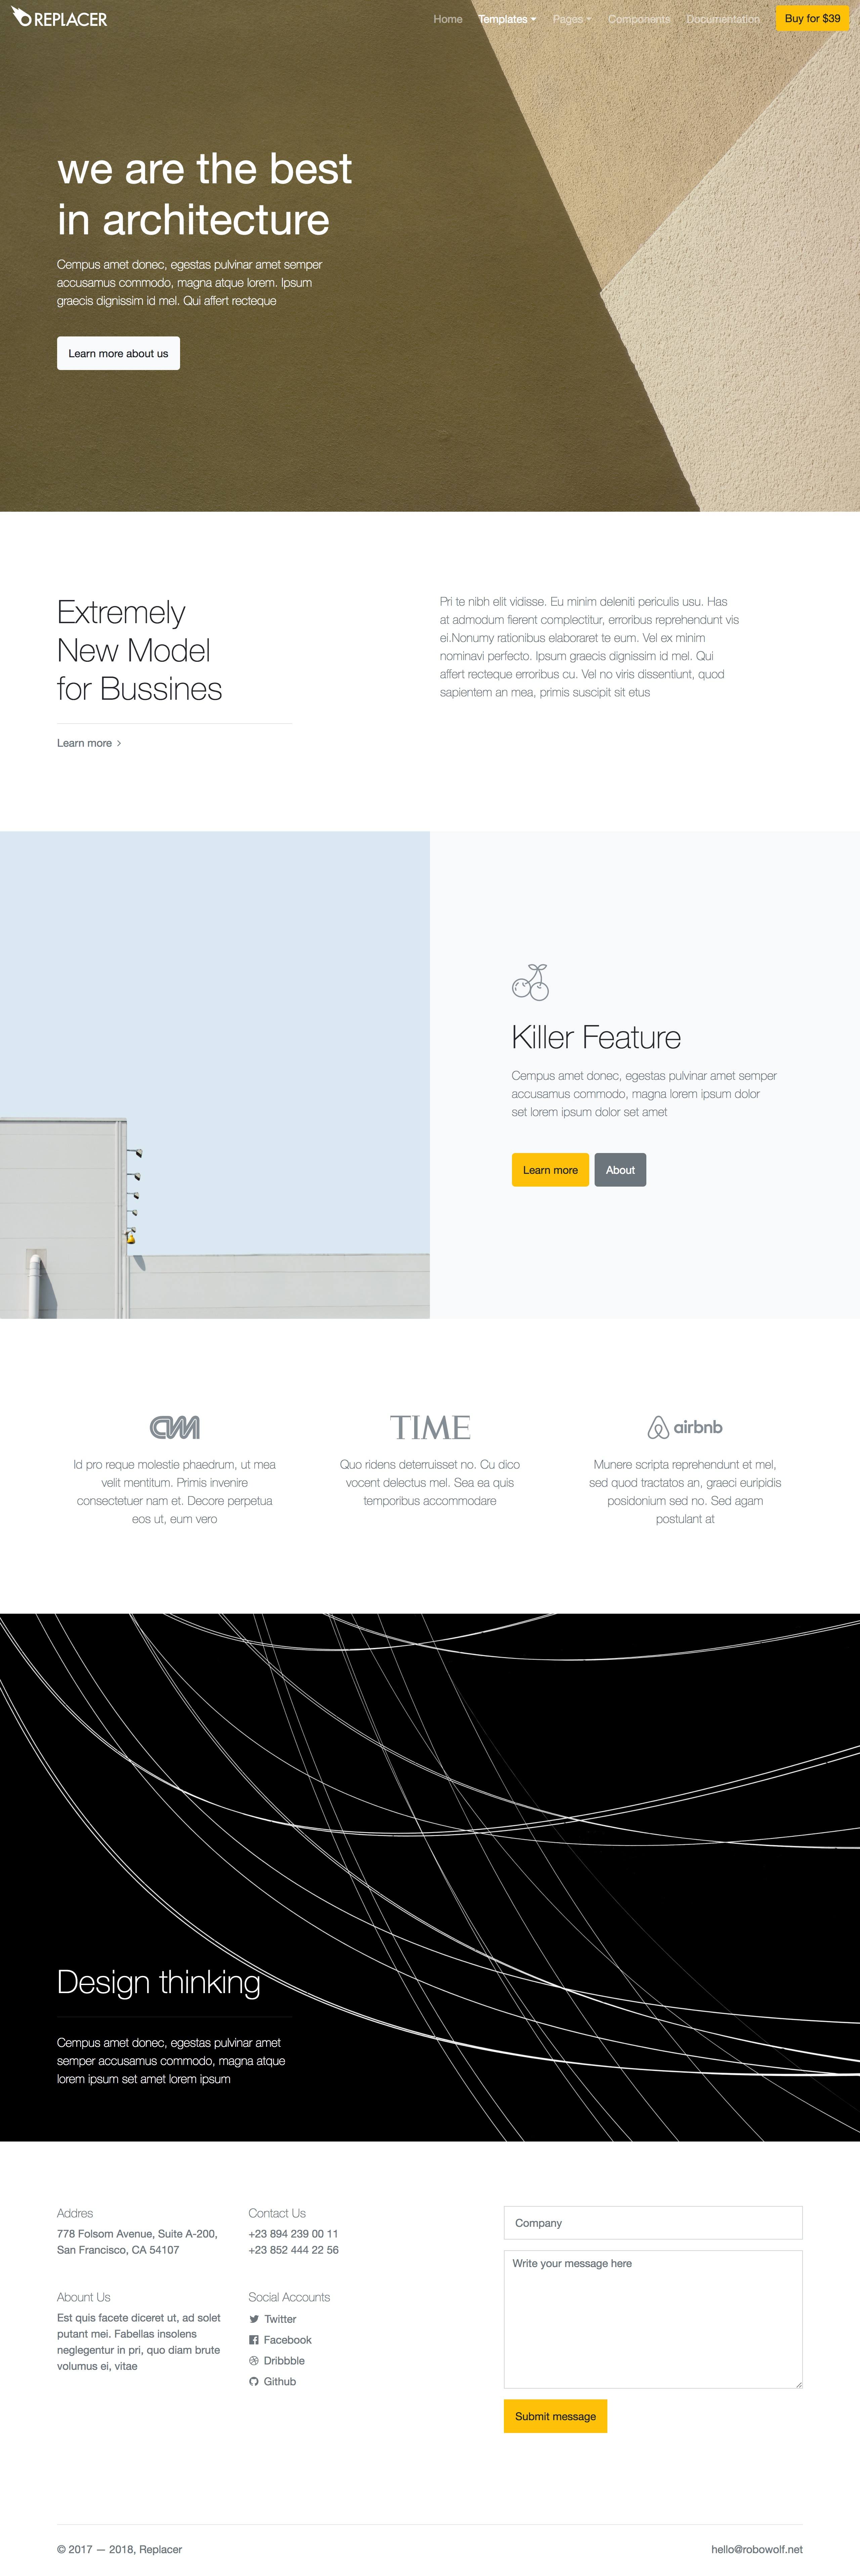 REPLACER
Home Templates Pages Components Documentation Buy for $39
we are the best
in architecture
Cempus amet donec, egestas pulvinar amet semper
accusamus commodo, magna atque lorem. Ipsum
graecis dignissim id mel. Qui affert recteque
Learn more about us
Extremely
New Model
for Bussines
Learn more
Pri te nibh elit vidisse. Eu minim deleniti periculis usu. Has
at admodum fierent complectitur, erroribus reprehendunt vis
ei.Nonumy rationibus elaboraret te eum. Vel ex minim
nominavi perfecto. Ipsum graecis dignissim id mel. Qui
affert recteque erroribus cu. Vel no viris dissentiunt, quod
sapientem an mea, primis suscipit sit etus
Killer Feature
Cempus amet donec, egestas pulvinar amet semper
accusamus commodo, magna lorem ipsum dolor
set lorem ipsum dolor set amet
Learn more
About
CNN
Id pro reque molestie phaedrum, ut mea
velit mentitum. Primis invenire
consectetuer nam et. Decore perpetua
eos ut, eum vero
TIME
Quo ridens deterruisset no. Cu dico
vocent delectus mel. Sea ea quis
temporibus accommodare
airbnb
Munere scripta reprehendunt et mel,
sed quod tractatos an, graeci euripidis
posidonium sed no. Sed agam
postulant at
Design thinking
Cempus amet donec, egestas pulvinar amet
semper accusamus commodo, magna atque
lorem ipsum set amet lorem ipsum
Addres
778 Folsom Avenue, Suite A-200,
San Francisco, CA 54107
Contact Us
+23 894 239 00 11
+23 852 444 22 56
Abount Us
Est quis facete diceret ut, ad solet
putant mei. Fabellas insolens
neglegentur in pri, quo diam brute
volumus ei, vitae
Social Accounts
Twitter
Facebook
Dribbble
Github
Company
Write your message here
Submit message
© 2017 — 2018, Replacer
hello@robowolf.net